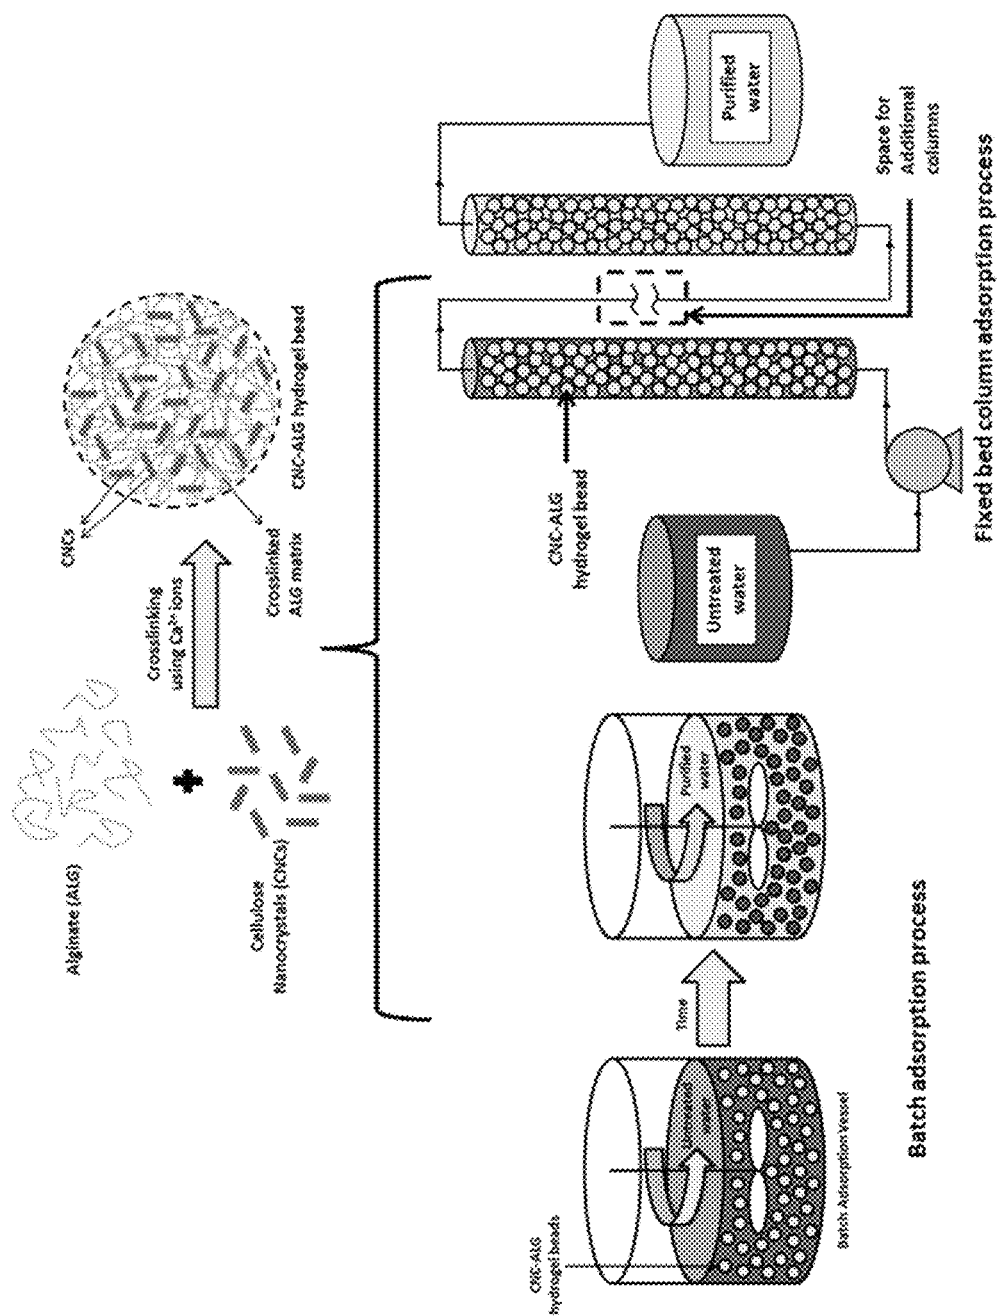 Alginate (ALG)
Cellulose
Nanocrystals (CNCs)
Crosslinking
using Ca²⁺ ions
CNCs
Crosslinked
ALG matrix
CNC-ALG hydrogel bead
CNC-ALG
hydrogel beads
Untreated
water
Batch Adsorption Vessel
Time
Purified
water
Batch adsorption process
Untreated
water
CNC-ALG
hydrogel bead
Purified
water
Space for
Additional
columns
Fixed bed column adsorption process